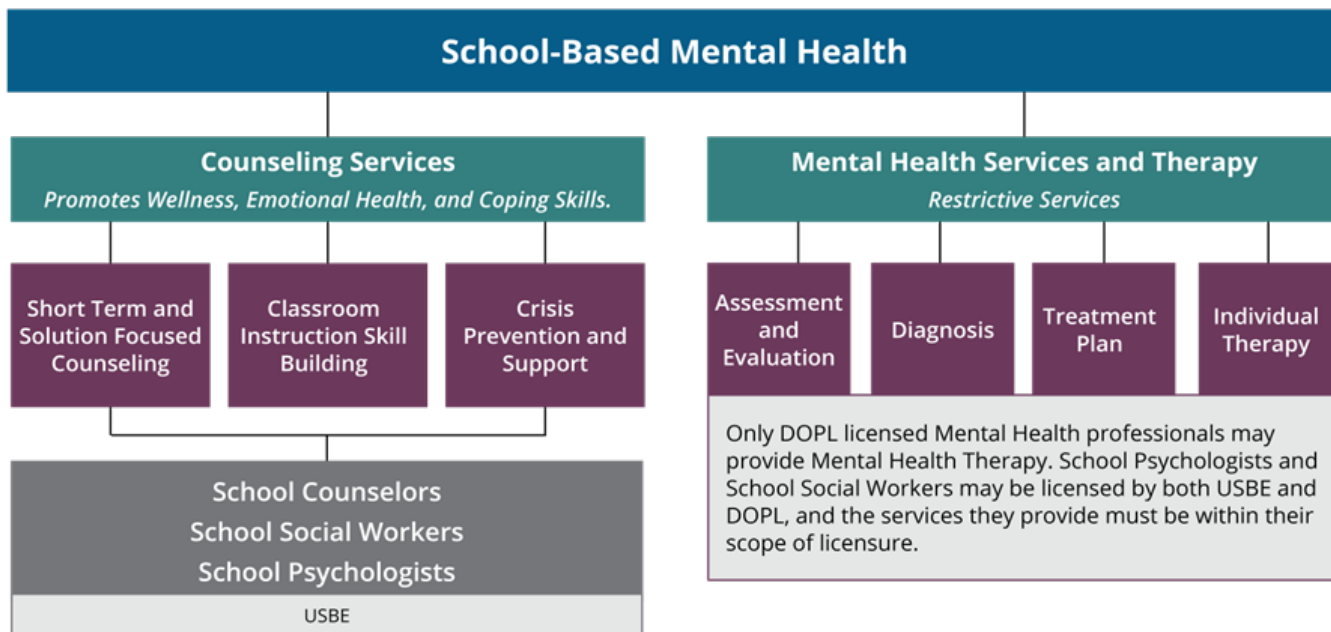 School-Based Mental Health
Counseling Services
Promotes Wellness, Emotional Health, and Coping Skills.
Short Term and
Solution Focused
Counseling
Classroom
Instruction Skill
Building
Crisis
Prevention and
Support
School Counselors
School Social Workers
School Psychologists
USBE
Mental Health Services and Therapy
Restrictive Services
Assessment
and
Evaluation
Diagnosis
Treatment
Plan
Individual
Therapy
Only DOPL licensed Mental Health professionals may
provide Mental Health Therapy. School Psychologists and
School Social Workers may be licensed by both USBE and
DOPL, and the services they provide must be within their
scope of licensure.